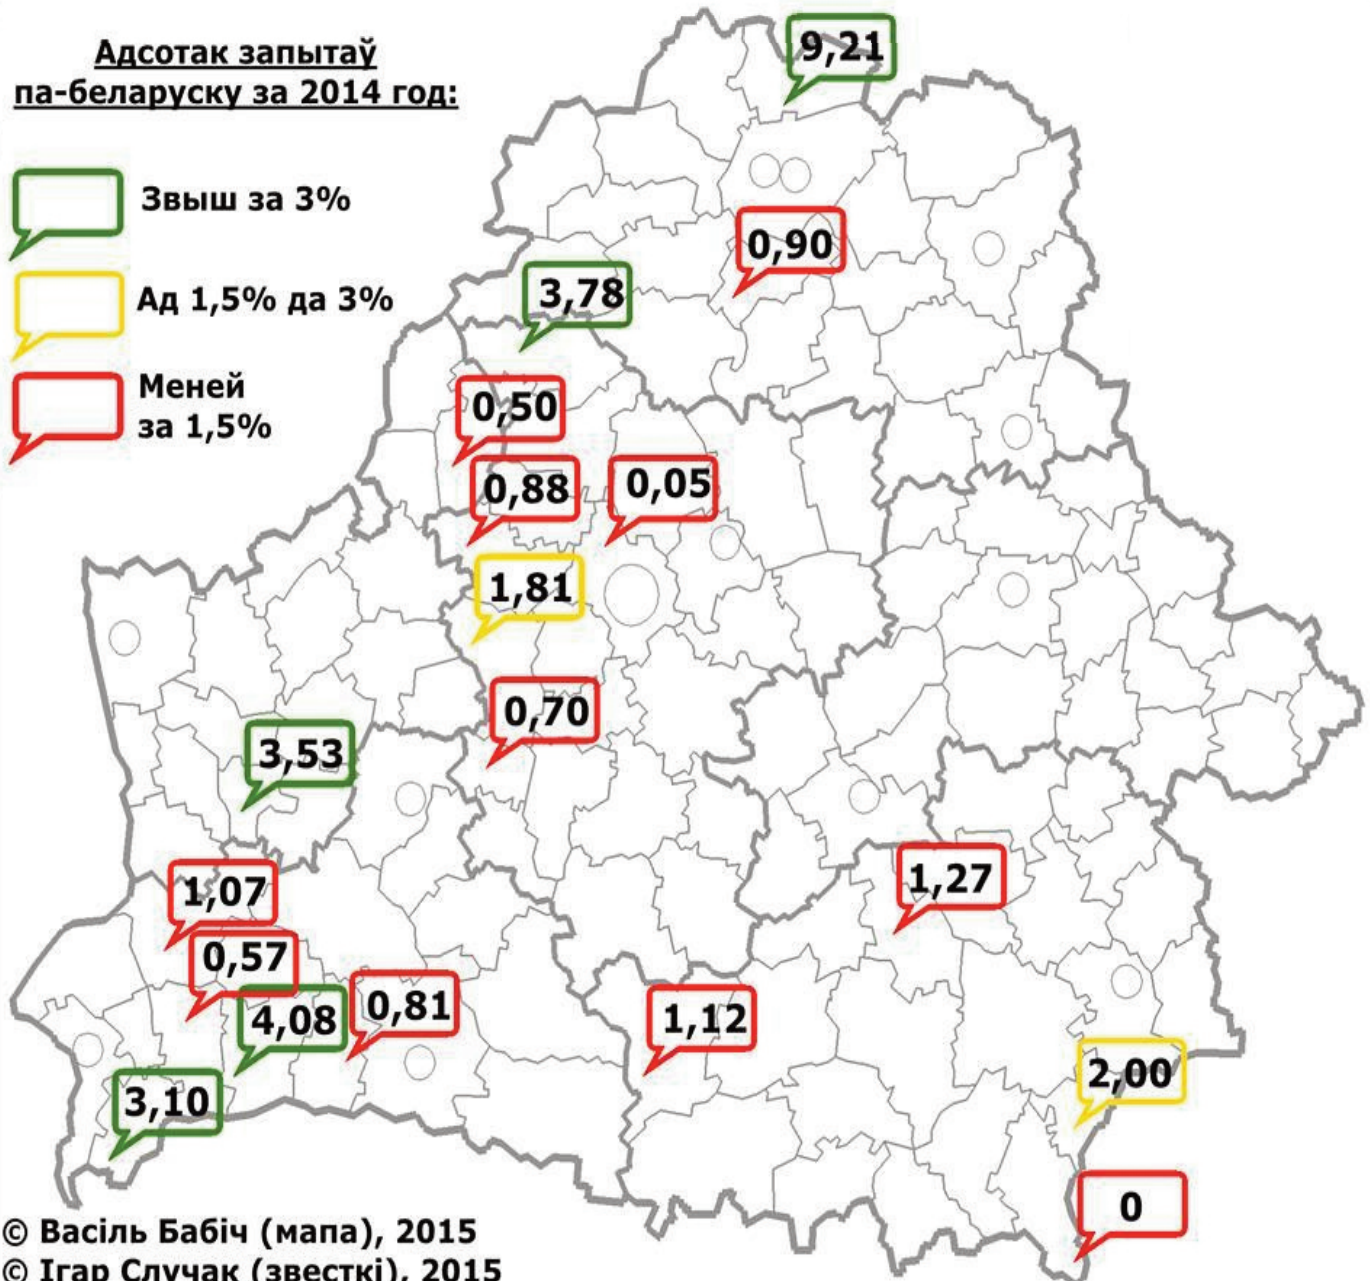 Адсотак запытаў
па-беларуску за 2014 год:
Звыш за 3%
Ад 1,5% да 3%
Меней
за 1,5%
9,21
0,90
3,78
0,50
0,88
0,05
1,81
0,70
3,53
1,07
1,27
0,57
4,08
0,81
1,12
3,10
2,00
0
© Васіль Бабіч (мапа), 2015
© Ігар Случак (звесткі), 2015